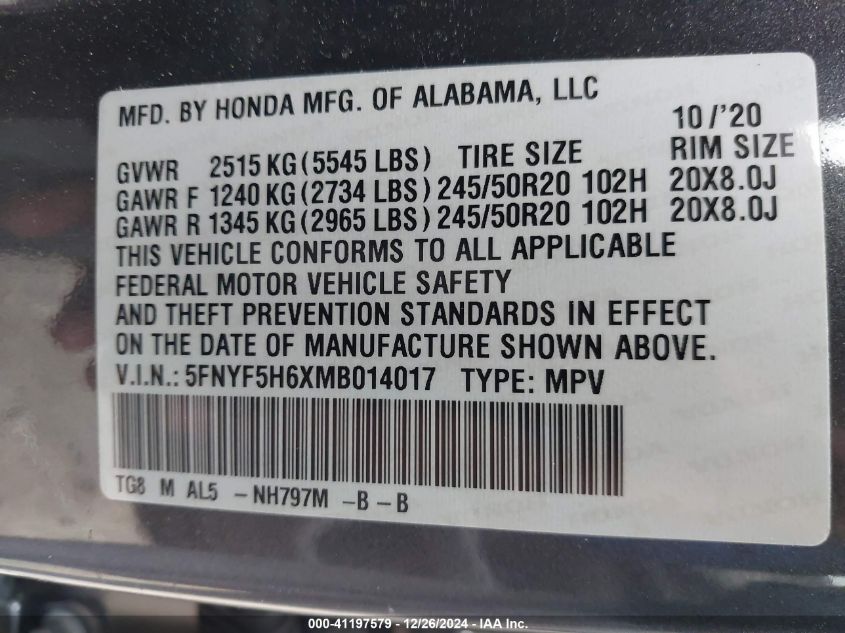 MFD. BY HONDA MFG. OF ALABAMA, LLC
10/'20
GVWR 2515 KG (5545 LBS) TIRE SIZE RIM SIZE
GAWR F 1240 KG (2734 LBS) 245/50R20 102H 20X8.0J
GAWR R 1345 KG (2965 LBS) 245/50R20 102H 20X8.0J
THIS VEHICLE CONFORMS TO ALL APPLICABLE
FEDERAL MOTOR VEHICLE SAFETY
AND THEFT PREVENTION STANDARDS IN EFFECT
ON THE DATE OF MANUFACTURE SHOWN ABOVE.
V.I.N.: 5FNYF5H6XMB014017 TYPE: MPV
TG8 M AL5 -NH797M -B -B
000-41197579 - 12/26/2024 - IAA Inc.